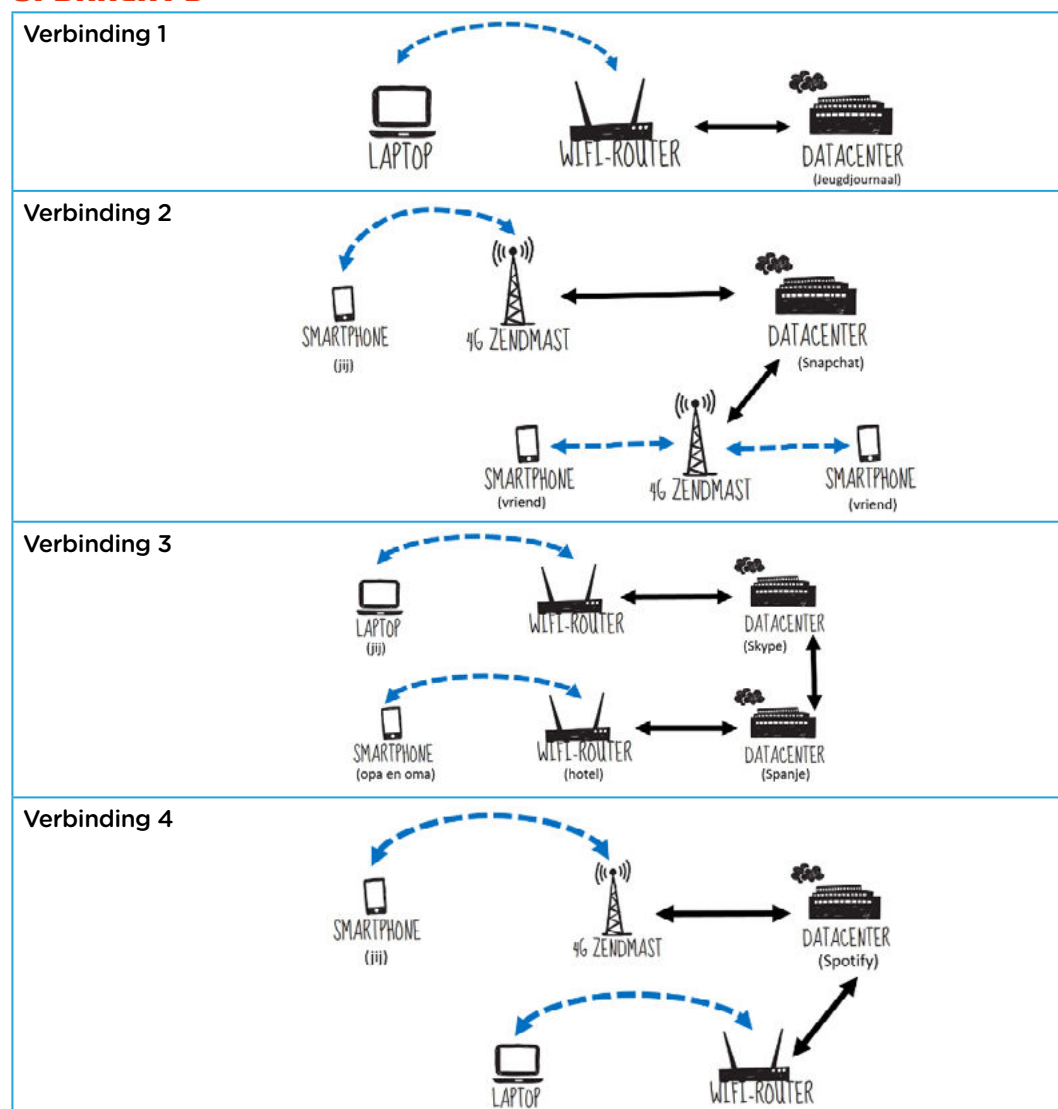 Verbinding 1
LAPTOP
WIFI-ROUTER
DATACENTER
(Jeugdjournaal)
Verbinding 2
SMARTPHONE
(jij)
4G ZENDMAST
DATACENTER
(Snapchat)
SMARTPHONE
(vriend)
4G ZENDMAST
SMARTPHONE
(vriend)
Verbinding 3
LAPTOP
(jij)
WIFI-ROUTER
DATACENTER
(Skype)
SMARTPHONE
(opa en oma)
WIFI-ROUTER
(hotel)
DATACENTER
(Spanje)
Verbinding 4
SMARTPHONE
(jij)
4G ZENDMAST
DATACENTER
(Spotify)
LAPTOP
WIFI-ROUTER